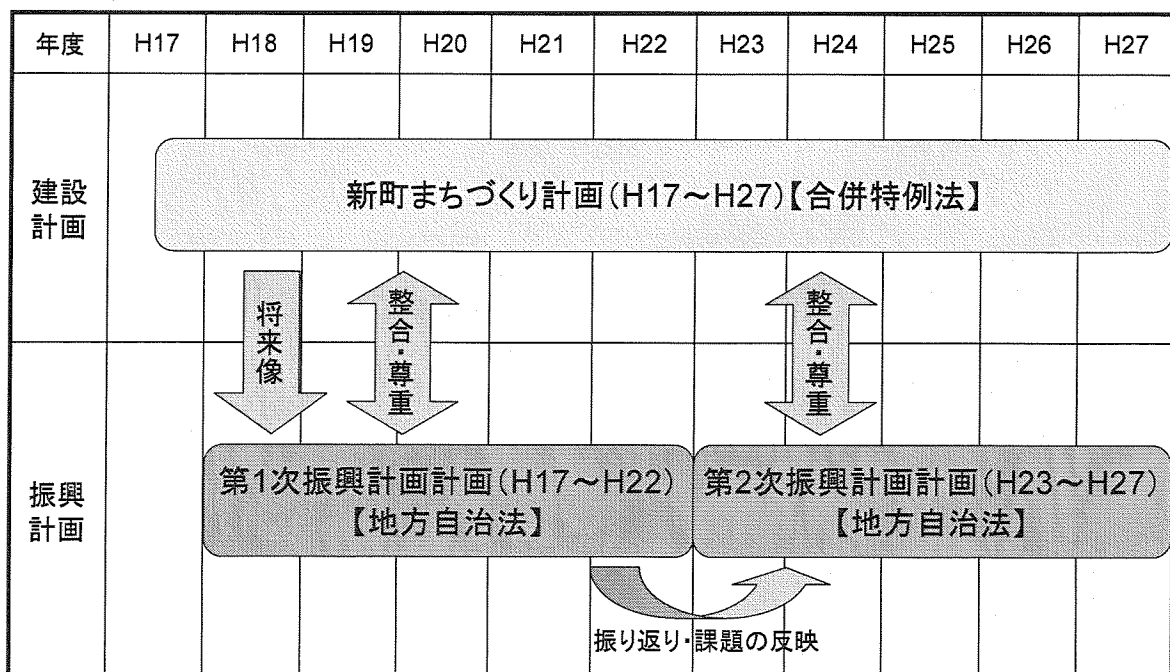 年度 H17 H18 H19 H20 H21 H22 H23 H24 H25 H26 H27
建設
計画
新町まちづくり計画(H17～H27)【合併特例法】
将来像
整合・尊重
整合・尊重
振興
計画
第1次振興計画計画(H17～H22)
【地方自治法】
第2次振興計画計画(H23～H27)
【地方自治法】
振り返り・課題の反映